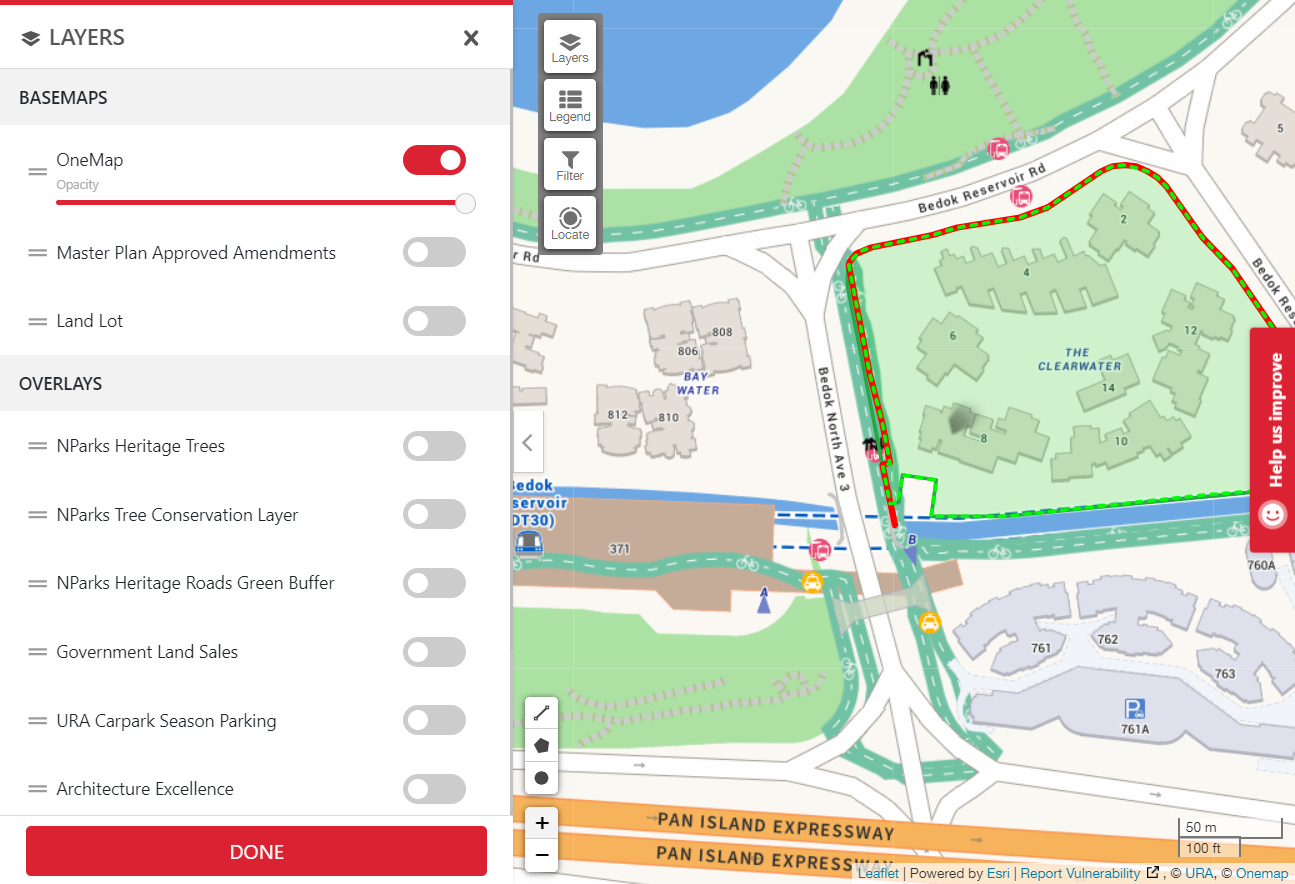 LAYERS
BASEMAPS
OneMap
Opacity
Master Plan Approved Amendments
Land Lot
OVERLAYS
NParks Heritage Trees
NParks Tree Conservation Layer
NParks Heritage Roads Green Buffer
Government Land Sales
URA Carpark Season Parking
Architecture Excellence
DONE
Layers
Legend
Filter
Locate
Bedok Reservoir Rd
r Rd
Bedok Res
5
2
4
6
12
THE
CLEARWATER
14
8
10
808
806
BAY
WATER
812
810
Bedok North Ave 3
edok
servoir
DT30)
371
A
B
760A
761
762
763
P
761A
PAN ISLAND EXPRESSWAY
PAN ISLAND EXPRESSWAY
Help us improve
+
−
50 m
100 ft
Leaflet | Powered by Esri | Report Vulnerability , © URA, © Onemap